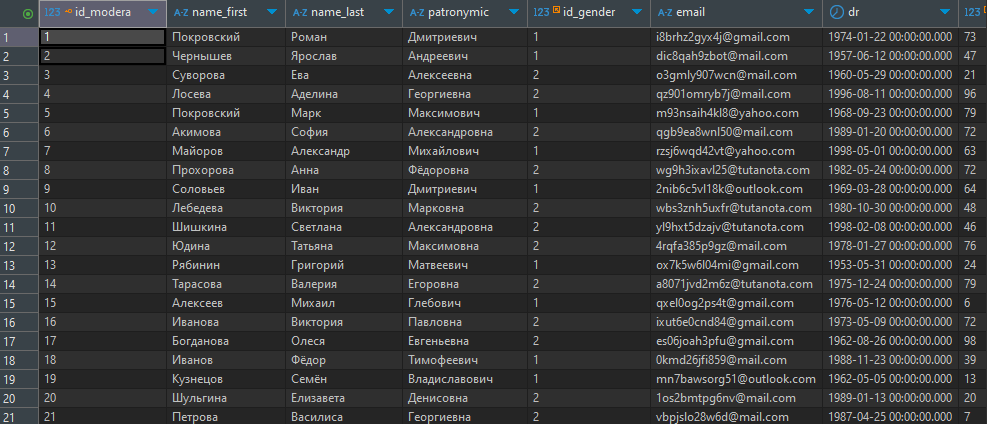 123 id_modera A-Z name_first A-Z name_last A-Z patronymic 123 id_gender A-Z email dr 123
1 1 Покровский Роман Дмитриевич 1 i8brhz2gyx4j@gmail.com 1974-01-22 00:00:00.000 73
2 2 Чернышев Ярослав Андреевич 1 dic8qah9zbot@mail.com 1957-06-12 00:00:00.000 47
3 3 Суворова Ева Алексеевна 2 o3gmly907wcn@mail.com 1960-05-29 00:00:00.000 21
4 4 Лосева Аделина Георгиевна 2 qz901omryb7j@mail.com 1996-08-11 00:00:00.000 96
5 5 Покровский Марк Максимович 1 m93nsaih4kl8@yahoo.com 1968-09-23 00:00:00.000 79
6 6 Акимова София Александровна 2 qgb9ea8wnl50@mail.com 1989-01-20 00:00:00.000 72
7 7 Майоров Александр Михайлович 1 rzsj6wqd42vt@yahoo.com 1998-05-01 00:00:00.000 63
8 8 Прохорова Анна Фёдоровна 2 wg9h3ixavl25@tutanota.com 1982-05-24 00:00:00.000 72
9 9 Соловьев Иван Дмитриевич 1 2nib6c5vl18k@outlook.com 1969-03-28 00:00:00.000 64
10 10 Лебедева Виктория Марковна 2 wbs3znh5uxfr@tutanota.com 1980-10-30 00:00:00.000 48
11 11 Шишкина Светлана Александровна 2 yl9hxt5dzajv@tutanota.com 1998-02-08 00:00:00.000 46
12 12 Юдина Татьяна Максимовна 2 4rqfa385p9gz@mail.com 1978-01-27 00:00:00.000 76
13 13 Рябинин Григорий Матвеевич 1 ox7k5w6l04mi@gmail.com 1953-05-31 00:00:00.000 24
14 14 Тарасова Валерия Егоровна 2 a8071jvd2m6z@tutanota.com 1975-12-24 00:00:00.000 79
15 15 Алексеев Михаил Глебович 1 qxel0og2ps4t@gmail.com 1976-05-12 00:00:00.000 6
16 16 Иванова Виктория Павловна 2 ixut6e0cnd84@gmail.com 1973-05-09 00:00:00.000 72
17 17 Богданова Олеся Евгеньевна 2 es06joah3pfu@gmail.com 1962-08-26 00:00:00.000 98
18 18 Иванов Фёдор Тимофеевич 1 0kmd26jfi859@mail.com 1988-11-23 00:00:00.000 39
19 19 Кузнецов Семён Владиславович 1 mn7bawsorg51@outlook.com 1962-05-05 00:00:00.000 13
20 20 Шульгина Елизавета Денисовна 2 1os2bmtpg6nv@mail.com 1989-01-13 00:00:00.000 20
21 21 Петрова Василиса Георгиевна 2 vbpjslo28w6d@mail.com 1987-04-25 00:00:00.000 7